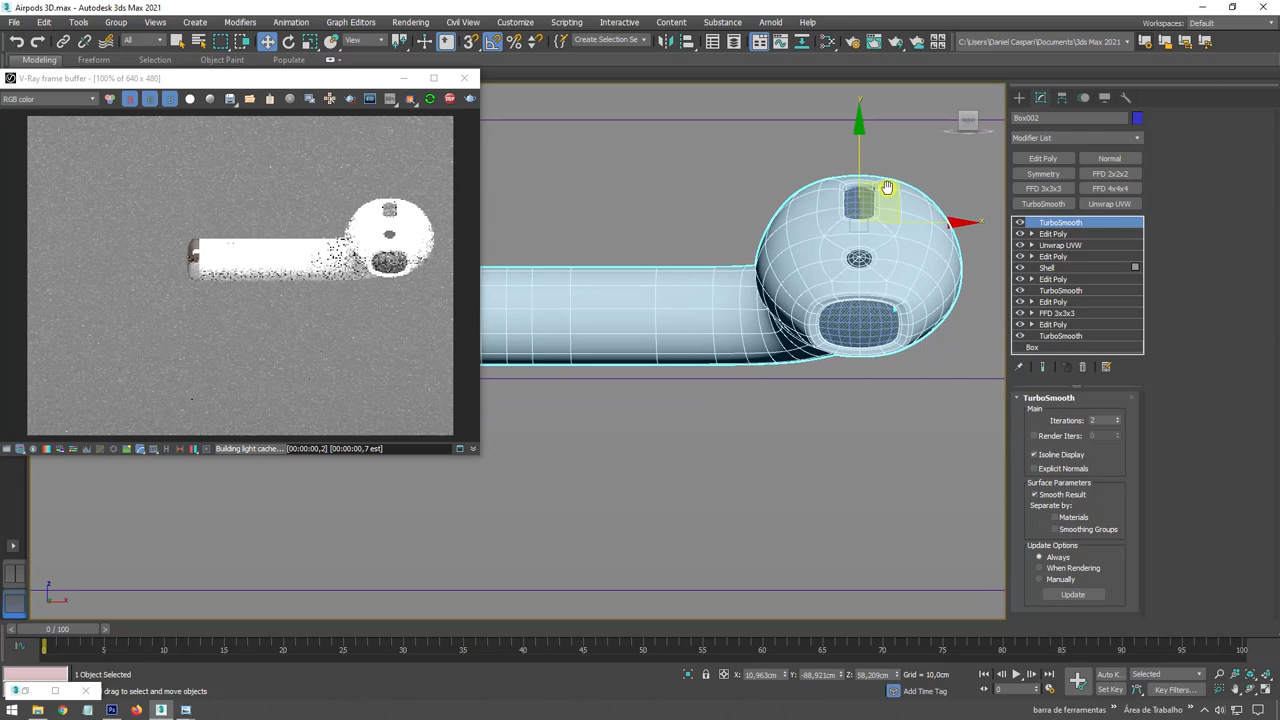 Airpods 3D.max - Autodesk 3ds Max 2021
File Edit Tools Group Views Create Modifiers Animation Graph Editors Rendering Civil View Customize Scripting Interactive Content Substance Arnold Help
Workspaces: Default
All View Create Selection Se C:\Users\Daniel Caspari\Documents\3ds Max 2021
Modeling Freeform Selection Object Paint Populate
V-Ray frame buffer - [100% of 640 x 480]
RGB color
Building light cache... [00:00:00,2] [00:00:00,7 est]
FRONT
y
x
z
x
Box002
Modifier List
Edit Poly Normal
Symmetry FFD 2x2x2
FFD 3x3x3 FFD 4x4x4
TurboSmooth Unwrap UVW
TurboSmooth
Edit Poly
Unwrap UVW
Edit Poly
Shell
Edit Poly
TurboSmooth
Edit Poly
FFD 3x3x3
Edit Poly
TurboSmooth
Box
TurboSmooth
Main
Iterations: 2
Render Iters: 0
Isoline Display
Explicit Normals
Surface Parameters
Smooth Result
Separate by:
Materials
Smoothing Groups
Update Options
Always
When Rendering
Manually
Update
0 / 100
0 5 10 15 20 25 30 35 40 45 50 55 60 65 70 75 80 85 90 95 100
1 Object Selected
X: 10,963cm Y: -88,921cm Z: 58,209cm Grid = 10,0cm
Auto K... Selected
drag to select and move objects
Add Time Tag
0
Set Key Key Filters...
barra de ferramentas Área de Trabalho